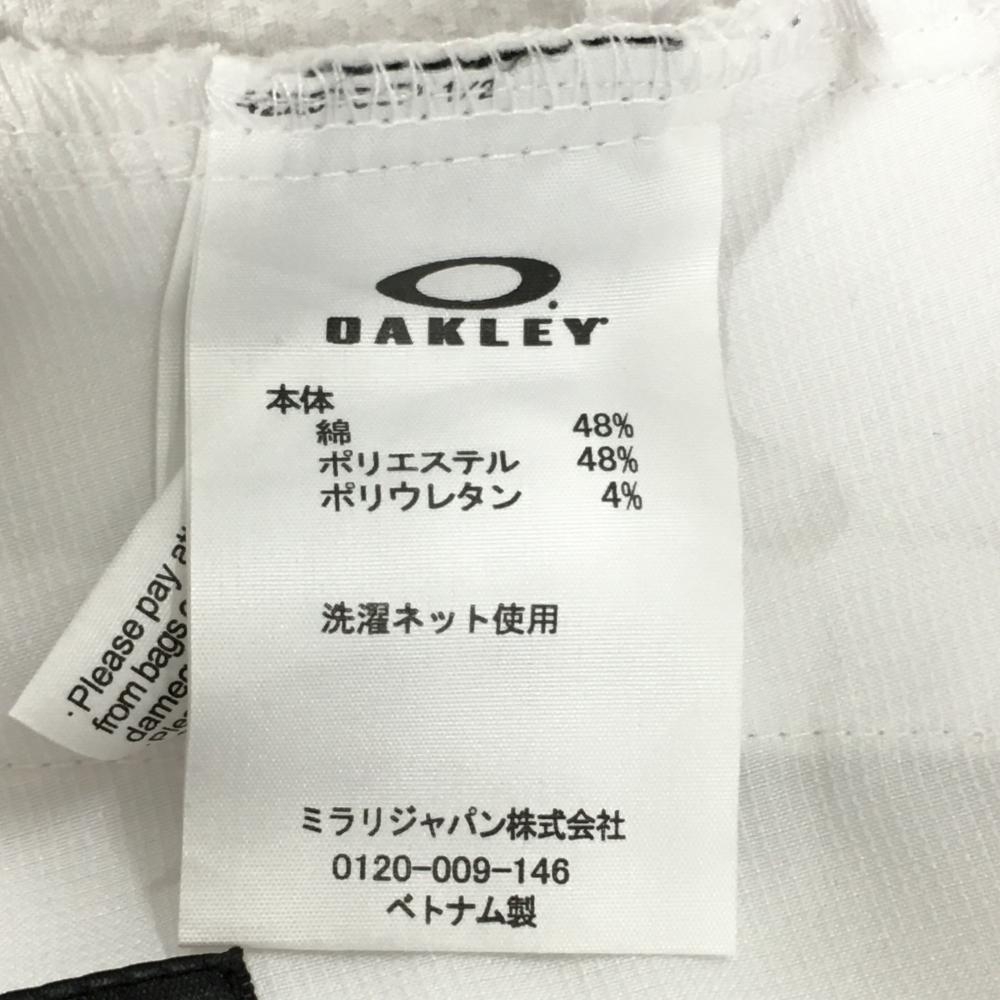 OAKLEY
本体
綿 48%
ポリエステル 48%
ポリウレタン 4%
洗濯ネット使用
ミラリジャパン株式会社
0120-009-146
ベトナム製
·Please pay
from bags